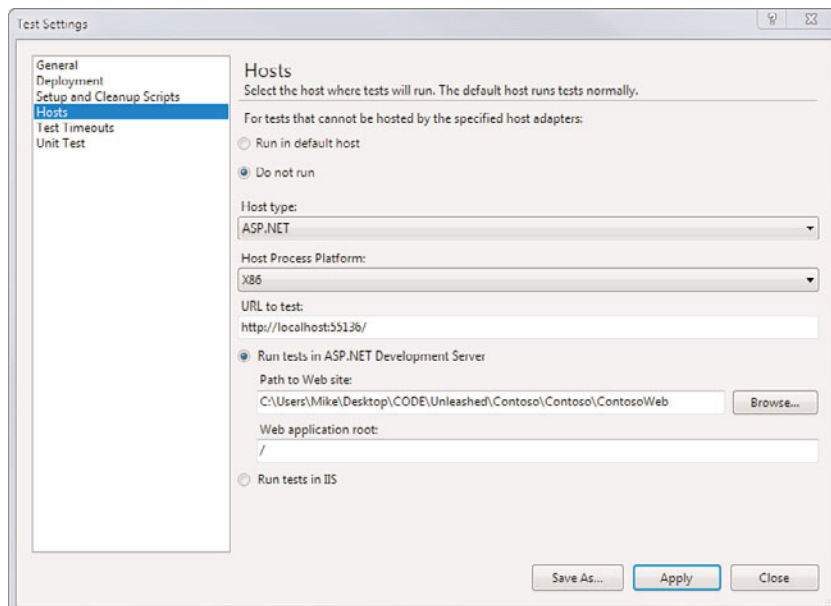 Test Settings
General
Deployment
Setup and Cleanup Scripts
Hosts
Test Timeouts
Unit Test
Hosts
Select the host where tests will run. The default host runs tests normally.
For tests that cannot be hosted by the specified host adapters:
Run in default host
Do not run
Host type:
ASP.NET
Host Process Platform:
X86
URL to test:
http://localhost:55136/
Run tests in ASP.NET Development Server
Path to Web site:
C:\Users\Mike\Desktop\CODE\Unleashed\Contoso\Contoso\ContosoWeb
Browse...
Web application root:
/
Run tests in IIS
Save As...
Apply
Close